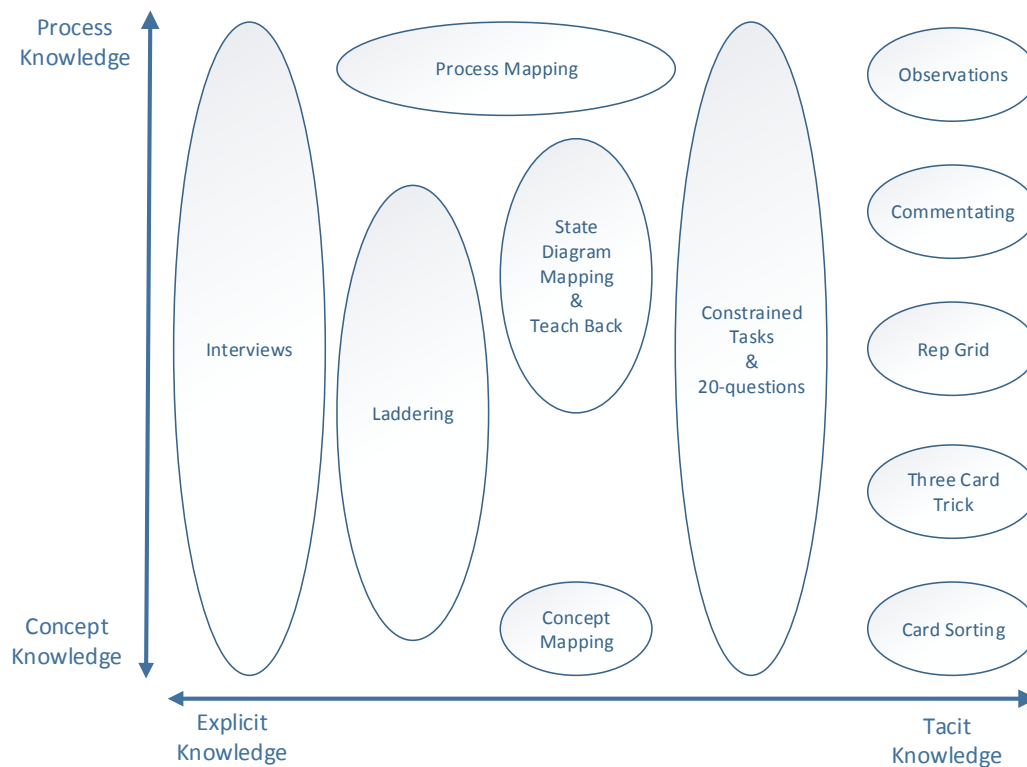 Process
Knowledge
Process Mapping
Observations
Commentating
State
Diagram
Mapping
&
Teach Back
Interviews
Laddering
Constrained
Tasks
&
20-questions
Rep Grid
Three Card
Trick
Concept
Knowledge
Concept
Mapping
Card Sorting
Explicit
Knowledge
Tacit
Knowledge